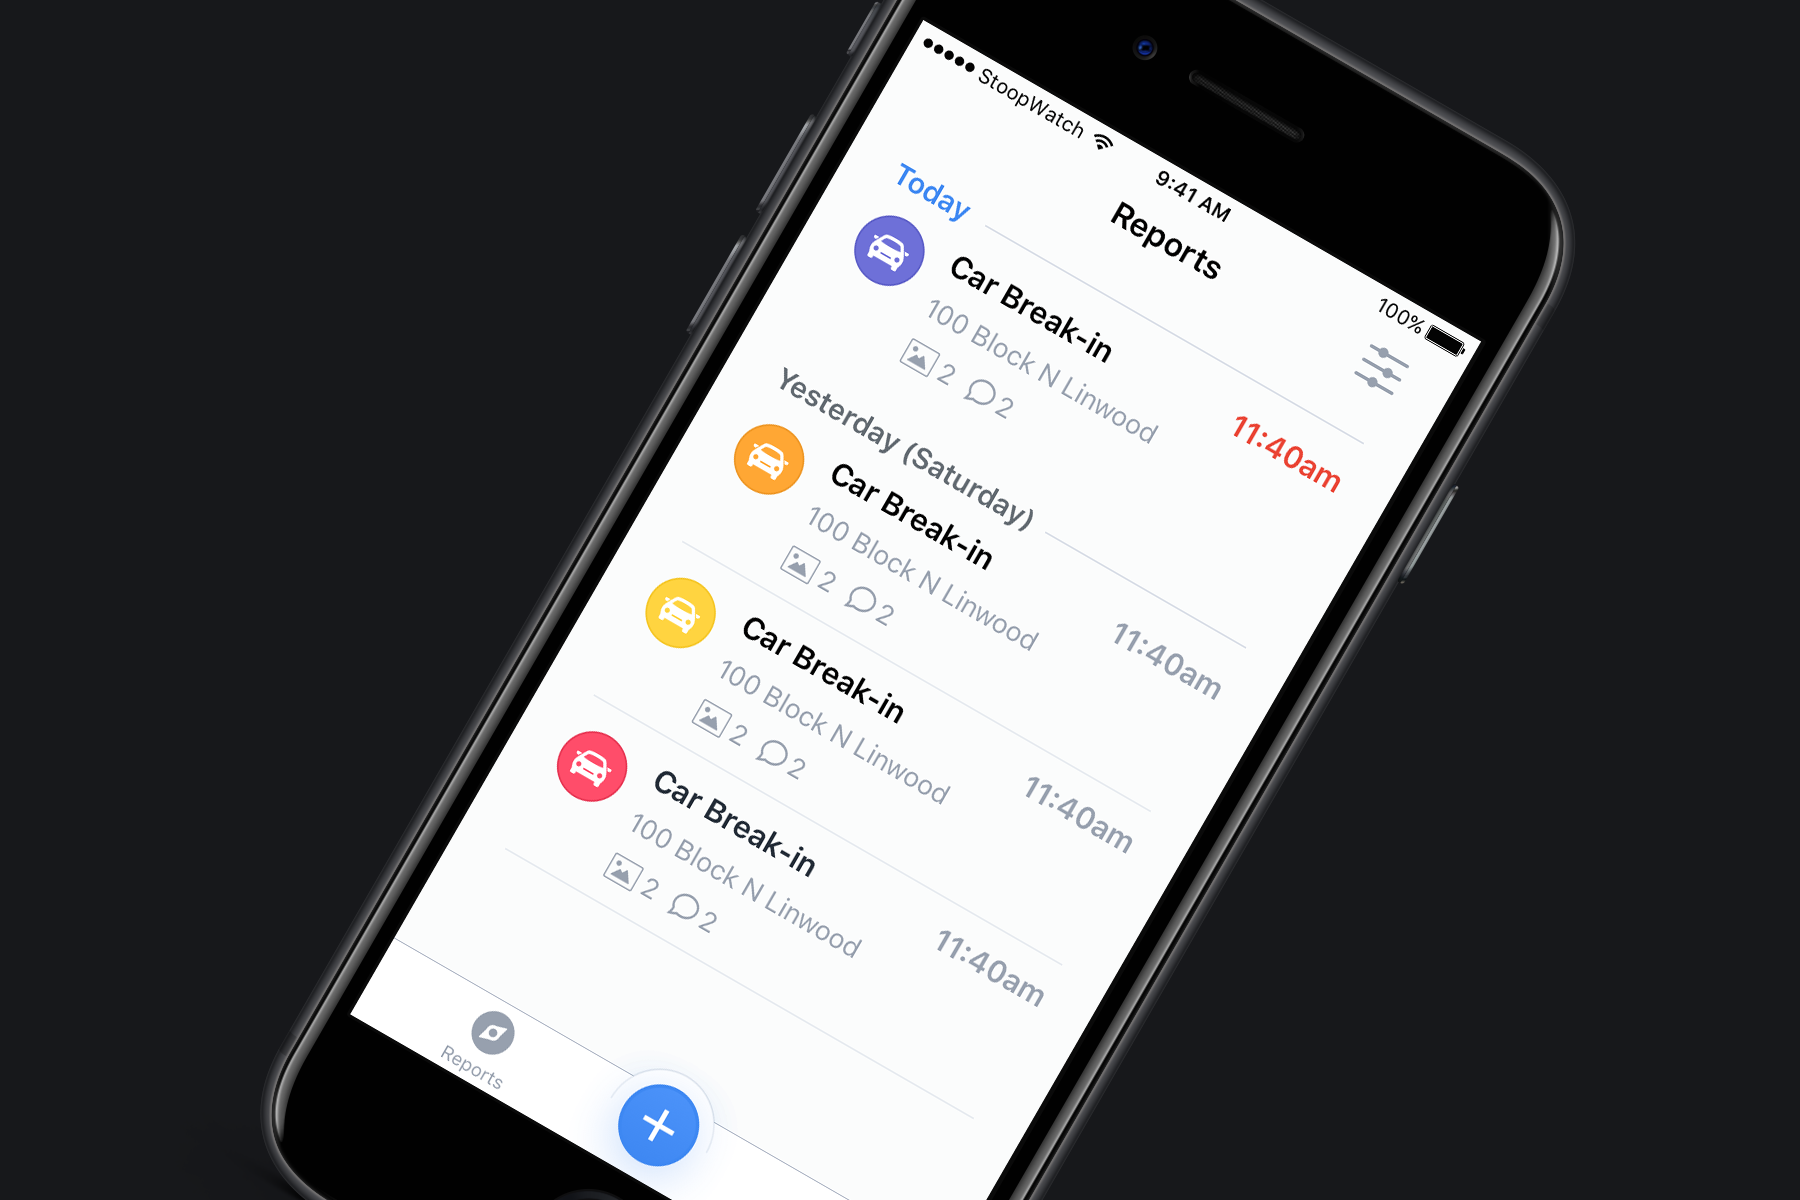 StoopWatch
9:41 AM
100%
Reports
Today
Car Break-in
11:40am
100 Block N Linwood
2 2
Yesterday (Saturday)
Car Break-in
11:40am
100 Block N Linwood
2 2
Car Break-in
11:40am
100 Block N Linwood
2 2
Car Break-in
11:40am
100 Block N Linwood
2 2
Reports